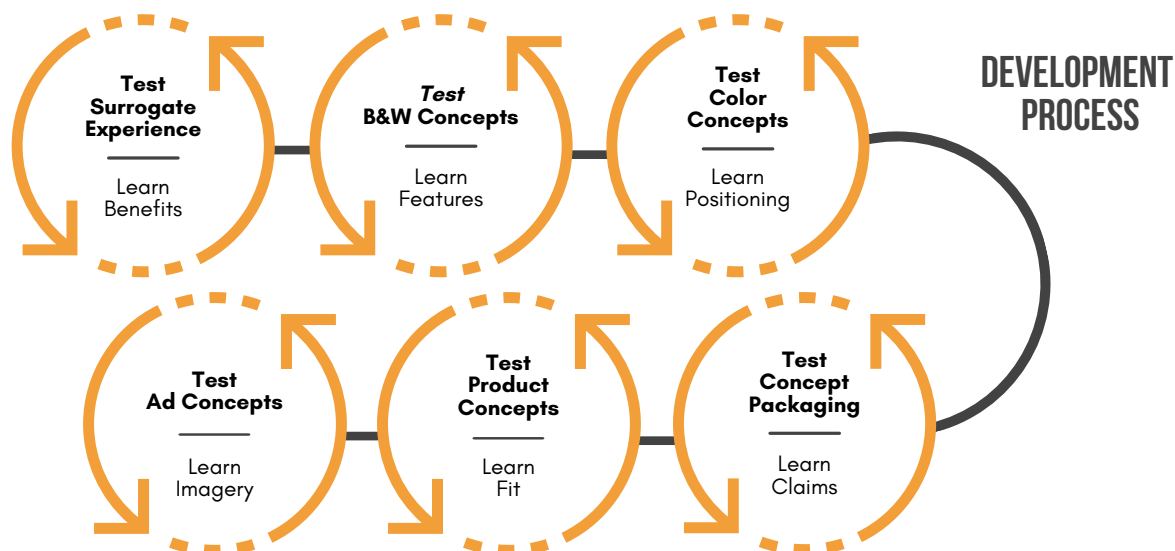 DEVELOPMENT
PROCESS
Test
Surrogate
Experience
Learn
Benefits
Test
B&W Concepts
Learn
Features
Test
Color
Concepts
Learn
Positioning
Test
Concept
Packaging
Learn
Claims
Test
Product
Concepts
Learn
Fit
Test
Ad Concepts
Learn
Imagery